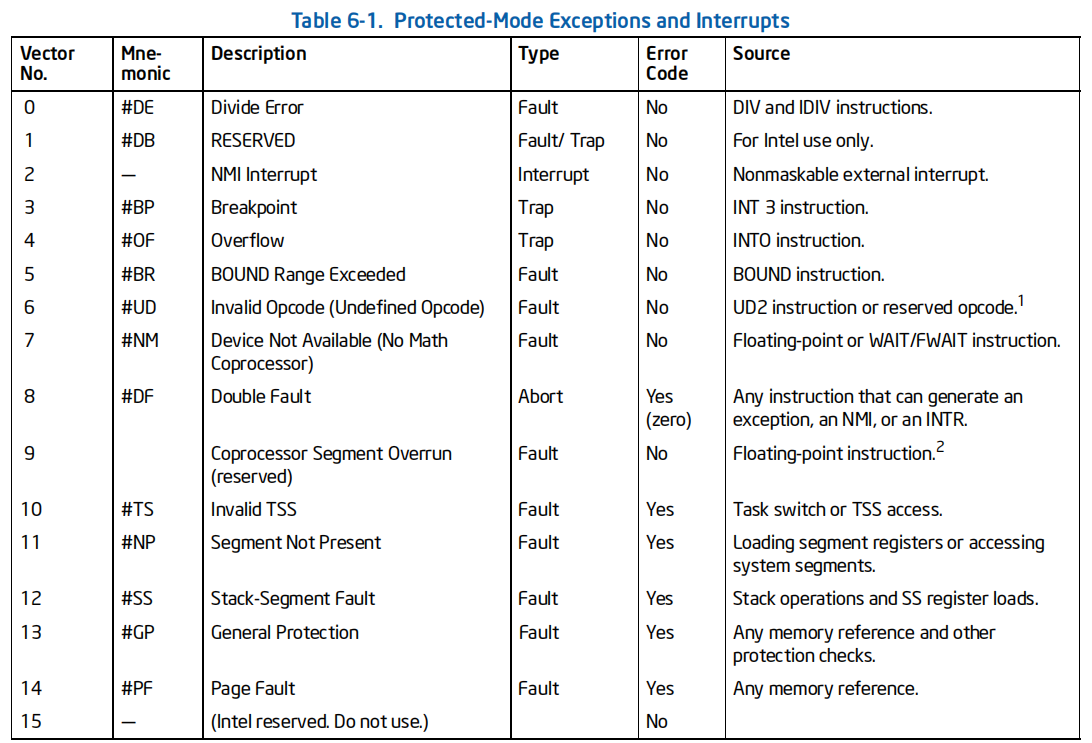 Table 6-1. Protected-Mode Exceptions and Interrupts
Vector No. Mne-monic Description Type Error Code Source
0 #DE Divide Error Fault No DIV and IDIV instructions.
1 #DB RESERVED Fault/ Trap No For Intel use only.
2 — NMI Interrupt Interrupt No Nonmaskable external interrupt.
3 #BP Breakpoint Trap No INT 3 instruction.
4 #OF Overflow Trap No INTO instruction.
5 #BR BOUND Range Exceeded Fault No BOUND instruction.
6 #UD Invalid Opcode (Undefined Opcode) Fault No UD2 instruction or reserved opcode.1
7 #NM Device Not Available (No Math Coprocessor) Fault No Floating-point or WAIT/FWAIT instruction.
8 #DF Double Fault Abort Yes (zero) Any instruction that can generate an exception, an NMI, or an INTR.
9 Coprocessor Segment Overrun (reserved) Fault No Floating-point instruction.2
10 #TS Invalid TSS Fault Yes Task switch or TSS access.
11 #NP Segment Not Present Fault Yes Loading segment registers or accessing system segments.
12 #SS Stack-Segment Fault Fault Yes Stack operations and SS register loads.
13 #GP General Protection Fault Yes Any memory reference and other protection checks.
14 #PF Page Fault Fault Yes Any memory reference.
15 — (Intel reserved. Do not use.) No